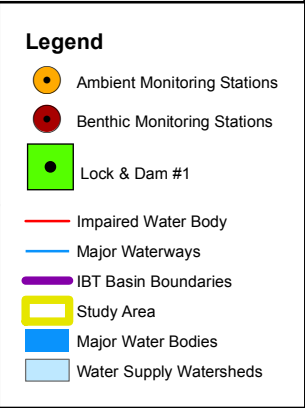 Legend
Ambient Monitoring Stations
Benthic Monitoring Stations
Lock & Dam #1
Impaired Water Body
Major Waterways
IBT Basin Boundaries
Study Area
Major Water Bodies
Water Supply Watersheds